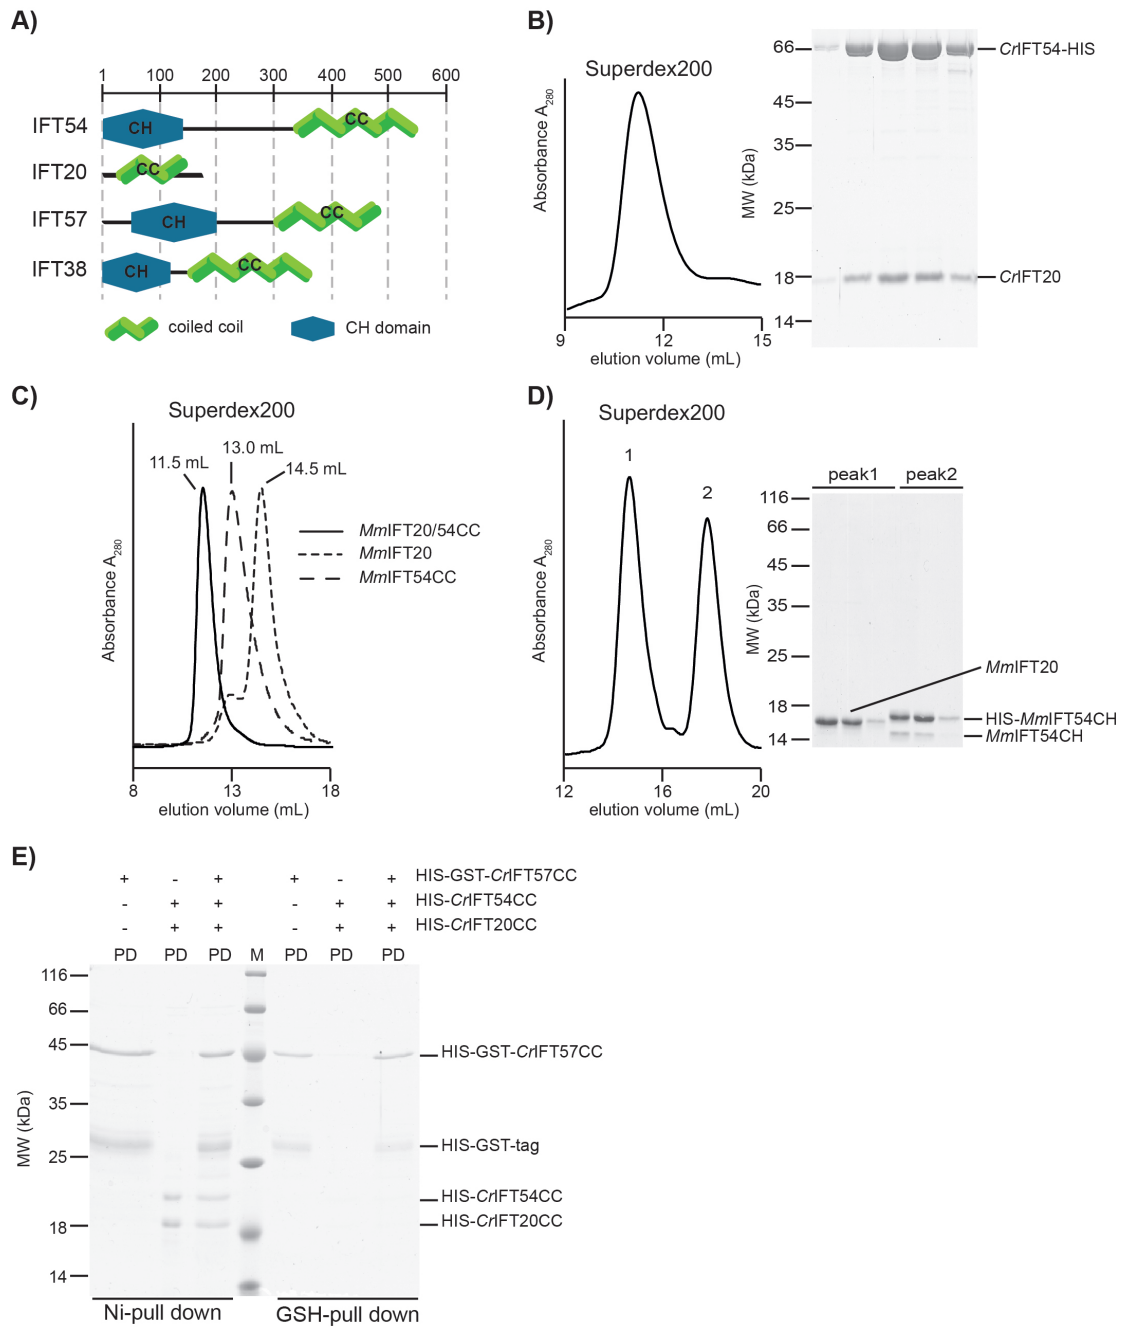 A)
1 100 200 300 400 500 600
IFT54 CH CC
IFT20 CC
IFT57 CH CC
IFT38 CH CC
coiled coil CH domain
B)
Superdex200
Absorbance A280
9 12 15
elution volume (mL)
MW (kDa)
66 CrIFT54-HIS
45
35
25
18 CrIFT20
14
C)
Superdex200
11.5 mL 13.0 mL 14.5 mL
MmIFT20/54CC
MmIFT20
MmIFT54CC
Absorbance A280
8 13 18
elution volume (mL)
D)
Superdex200
1
2
Absorbance A280
12 16 20
elution volume (mL)
peak1 peak2
MW (kDa)
116
66
45
35
25
MmIFT20
18
HIS-MmIFT54CH
14 MmIFT54CH
E)
+ - + + - + HIS-GST-CrIFT57CC
- + + - + + HIS-CrIFT54CC
- + + - + + HIS-CrIFT20CC
PD PD PD M PD PD PD
MW (kDa)
116
66
45 HIS-GST-CrIFT57CC
35
HIS-GST-tag
25
HIS-CrIFT54CC
18 HIS-CrIFT20CC
14
Ni-pull down GSH-pull down